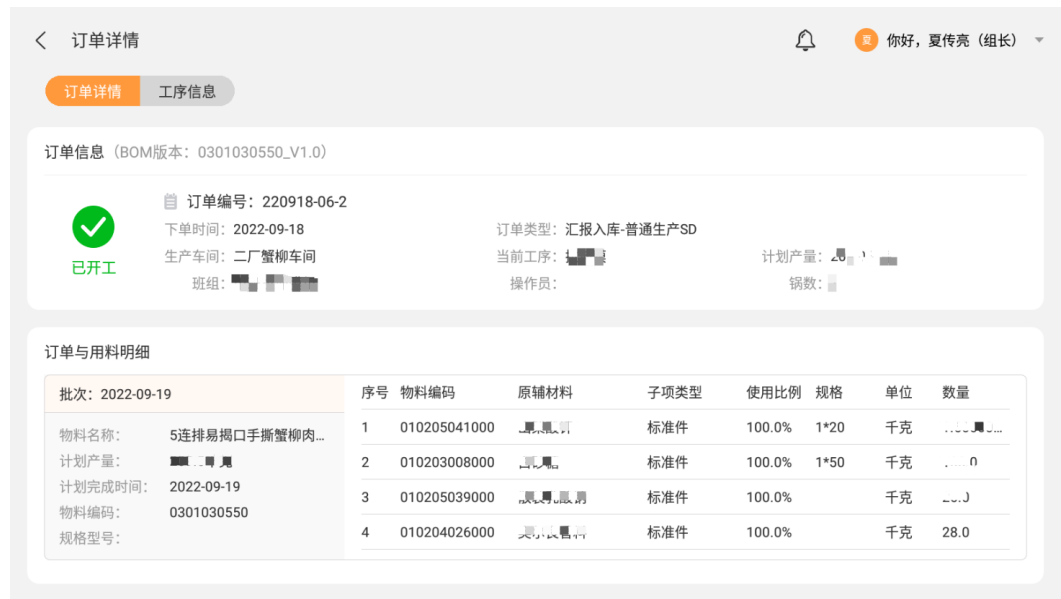 订单详情
夏 你好，夏传亮（组长）
订单详情 工序信息
订单信息（BOM版本：0301030550_V1.0）
订单编号：220918-06-2
下单时间：2022-09-18 订单类型：汇报入库-普通生产SD
生产车间：二厂蟹柳车间 当前工序： 计划产量：
已开工
班组： 操作员： 锅数：
订单与用料明细
批次：2022-09-19
物料名称： 5连排易揭口手撕蟹柳肉...
计划产量：
计划完成时间： 2022-09-19
物料编码： 0301030550
规格型号：
序号 物料编码 原辅材料 子项类型 使用比例 规格 单位 数量
1 010205041000 标准件 100.0% 1*20 千克
2 010203008000 标准件 100.0% 1*50 千克
3 010205039000 标准件 100.0% 千克
4 010204026000 标准件 100.0% 千克 28.0